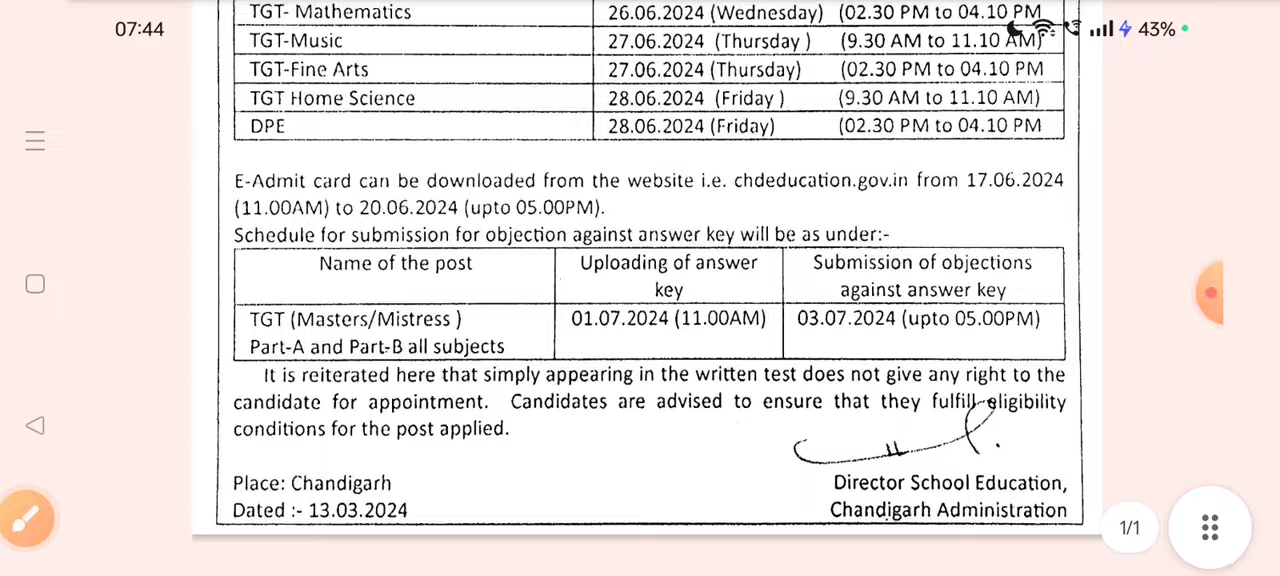 TGT- Mathematics 26.06.2024 (Wednesday) (02.30 PM to 04.10 PM
07:44
43%
TGT-Music 27.06.2024 (Thursday ) (9.30 AM to 11.10 AM)
TGT-Fine Arts 27.06.2024 (Thursday) (02.30 PM to 04.10 PM
TGT Home Science 28.06.2024 (Friday ) (9.30 AM to 11.10 AM)
DPE 28.06.2024 (Friday) (02.30 PM to 04.10 PM
E-Admit card can be downloaded from the website i.e. chdeducation.gov.in from 17.06.2024
(11.00AM) to 20.06.2024 (upto 05.00PM).
Schedule for submission for objection against answer key will be as under:-
Name of the post Uploading of answer Submission of objections
key against answer key
TGT (Masters/Mistress ) 01.07.2024 (11.00AM) 03.07.2024 (upto 05.00PM)
Part-A and Part-B all subjects
It is reiterated here that simply appearing in the written test does not give any right to the
candidate for appointment. Candidates are advised to ensure that they fulfill eligibility
conditions for the post applied.
Place: Chandigarh Director School Education,
Dated :- 13.03.2024 Chandigarh Administration
1/1